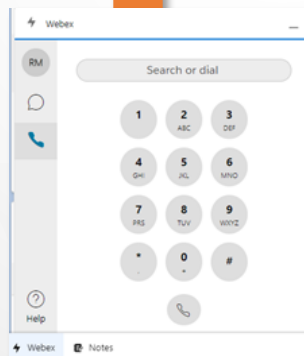 Webex
RM
Search or dial
1 2 3
ABC DEF
4 5 6
GHI JKL MNO
7 8 9
PRS TUV WXYZ
* 0 #
+
Help
Webex Notes